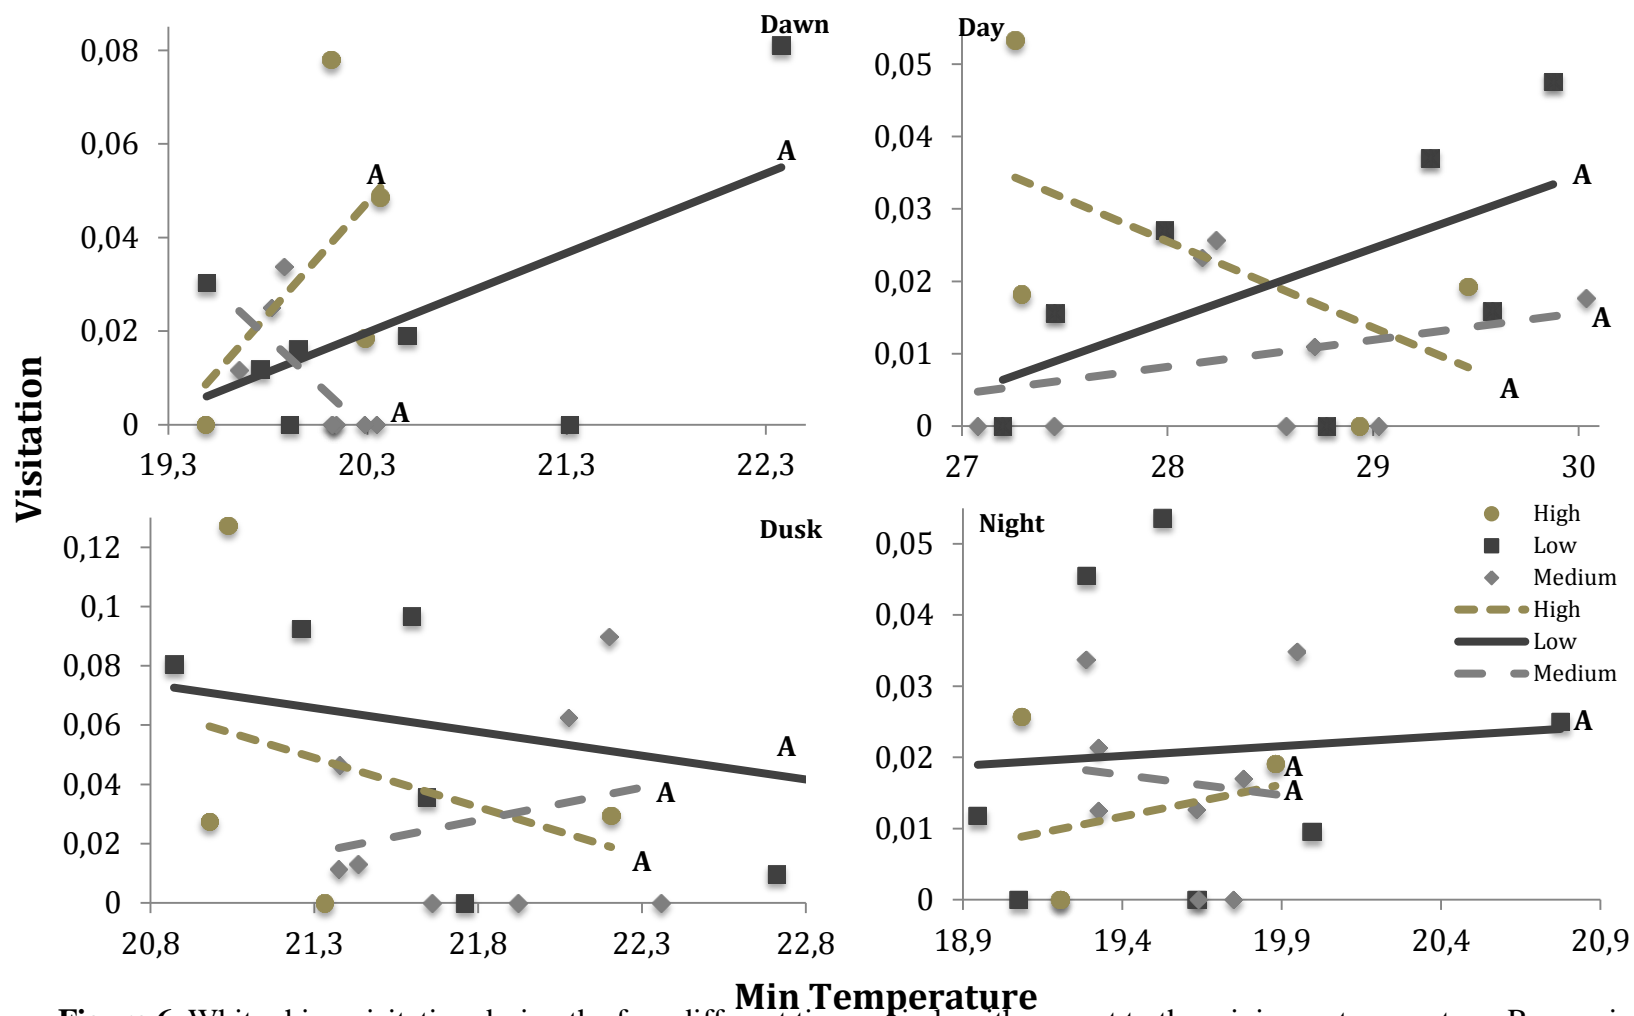 Dawn
0,08
0,06
0,04
0,02
0
19,3
20,3
21,3
22,3
A
A
A
Day
0,05
0,04
0,03
0,02
0,01
0
27
28
29
30
A
A
A
Visitation
Dusk
0,12
0,1
0,08
0,06
0,04
0,02
0
20,8
21,3
21,8
22,3
22,8
A
A
A
Night
0,05
0,04
0,03
0,02
0,01
0
18,9
19,4
19,9
20,4
20,9
A
A
A
High
Low
Medium
High
Low
Medium
Min Temperature